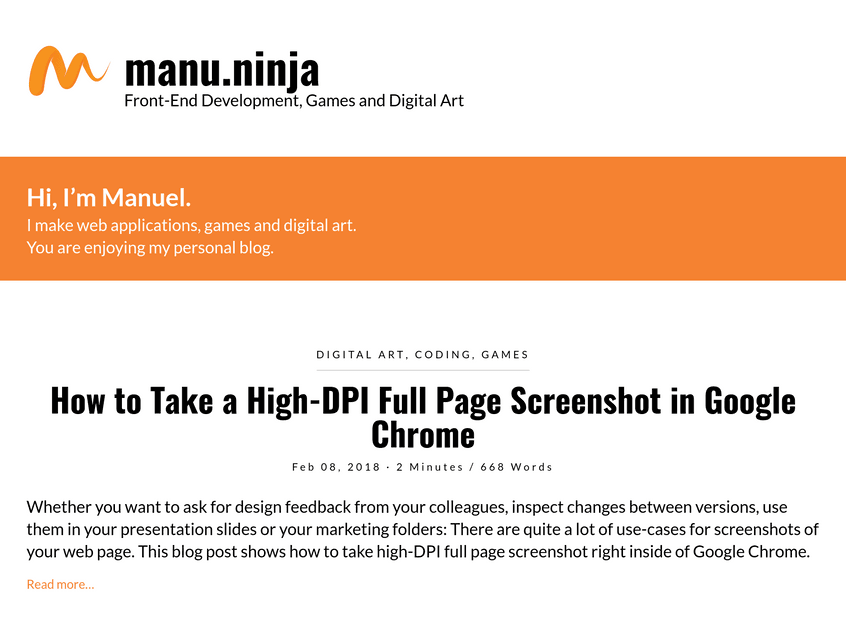 manu.ninja
Front-End Development, Games and Digital Art
Hi, I’m Manuel.
I make web applications, games and digital art.
You are enjoying my personal blog.
DIGITAL ART, CODING, GAMES
How to Take a High-DPI Full Page Screenshot in Google
Chrome
Feb 08, 2018 · 2 Minutes / 668 Words
Whether you want to ask for design feedback from your colleagues, inspect changes between versions, use
them in your presentation slides or your marketing folders: There are quite a lot of use-cases for screenshots of
your web page. This blog post shows how to take high-DPI full page screenshot right inside of Google Chrome.
Read more…